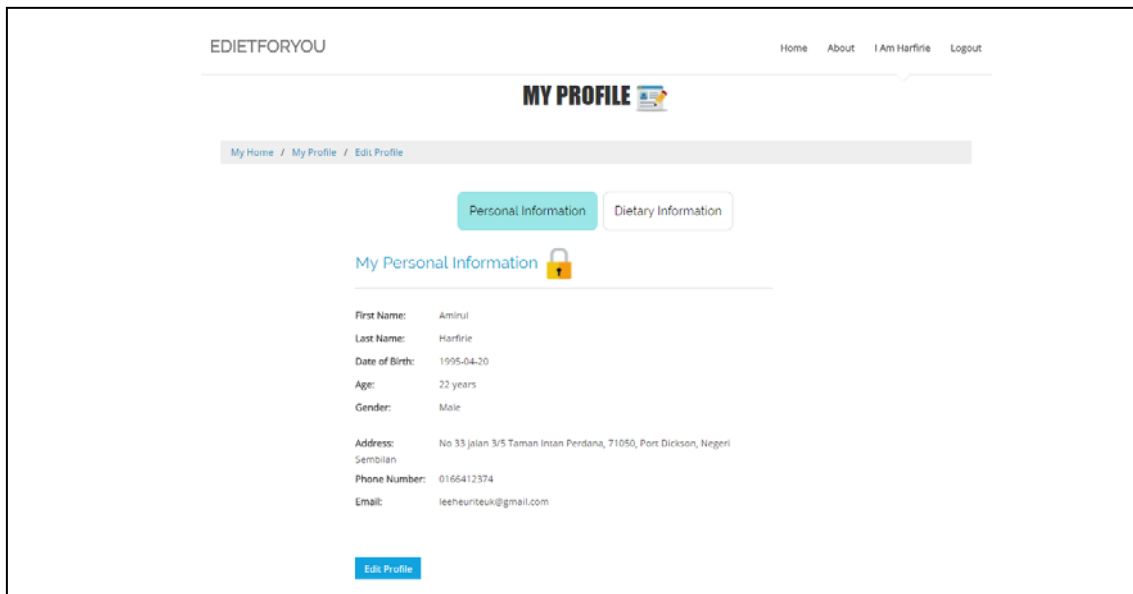 EDIETFORYOU
Home About I Am Harfirie Logout
MY PROFILE
My Home / My Profile / Edit Profile
Personal Information Dietary Information
My Personal Information
First Name: Amirul
Last Name: Harfirie
Date of Birth: 1995-04-20
Age: 22 years
Gender: Male
Address: No 33 jalan 3/5 Taman Intan Perdana, 71050, Port Dickson, Negeri
Sembilan
Phone Number: 0166412374
Email: leeheuriteuk@gmail.com
Edit Profile